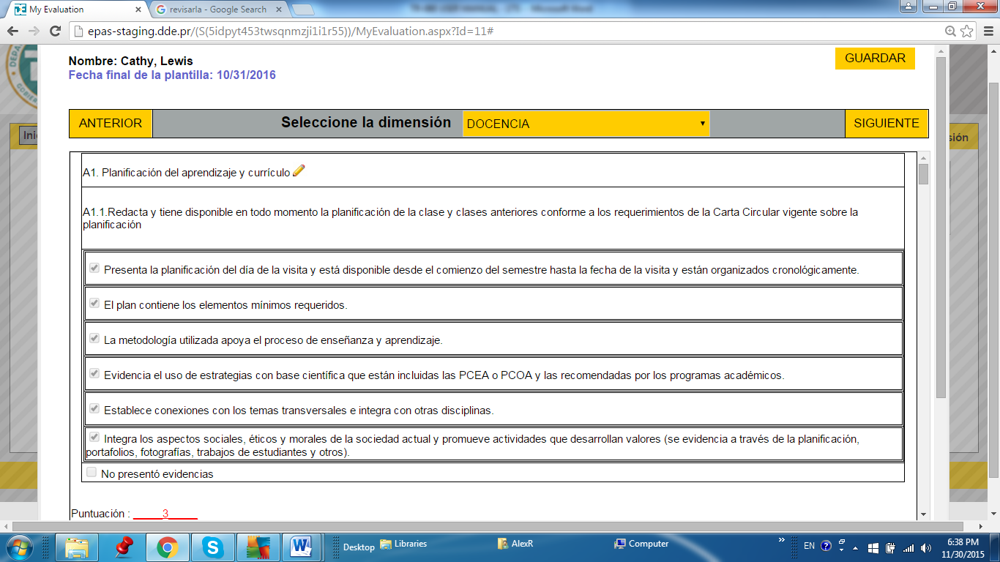 My Evaluation
revisarla - Google Search
epas-staging.dde.pr/(S(5idpyt453twsqnmzji1i1r55))/MyEvaluation.aspx?Id=11#
Nombre: Cathy, Lewis
GUARDAR
Fecha final de la plantilla: 10/31/2016
ANTERIOR
Seleccione la dimensión
DOCENCIA
SIGUIENTE
A1. Planificación del aprendizaje y currículo
A1.1.Redacta y tiene disponible en todo momento la planificación de la clase y clases anteriores conforme a los requerimientos de la Carta Circular vigente sobre la
planificación
Presenta la planificación del día de la visita y está disponible desde el comienzo del semestre hasta la fecha de la visita y están organizados cronológicamente.
El plan contiene los elementos mínimos requeridos.
La metodología utilizada apoya el proceso de enseñanza y aprendizaje.
Evidencia el uso de estrategias con base científica que están incluidas las PCEA o PCOA y las recomendadas por los programas académicos.
Establece conexiones con los temas transversales e integra con otras disciplinas.
Integra los aspectos sociales, éticos y morales de la sociedad actual y promueve actividades que desarrollan valores (se evidencia a través de la planificación,
portafolios, fotografías, trabajos de estudiantes y otros).
No presentó evidencias
Puntuación : 3
Desktop
Libraries
AlexR
Computer
EN
6:38 PM
11/30/2015